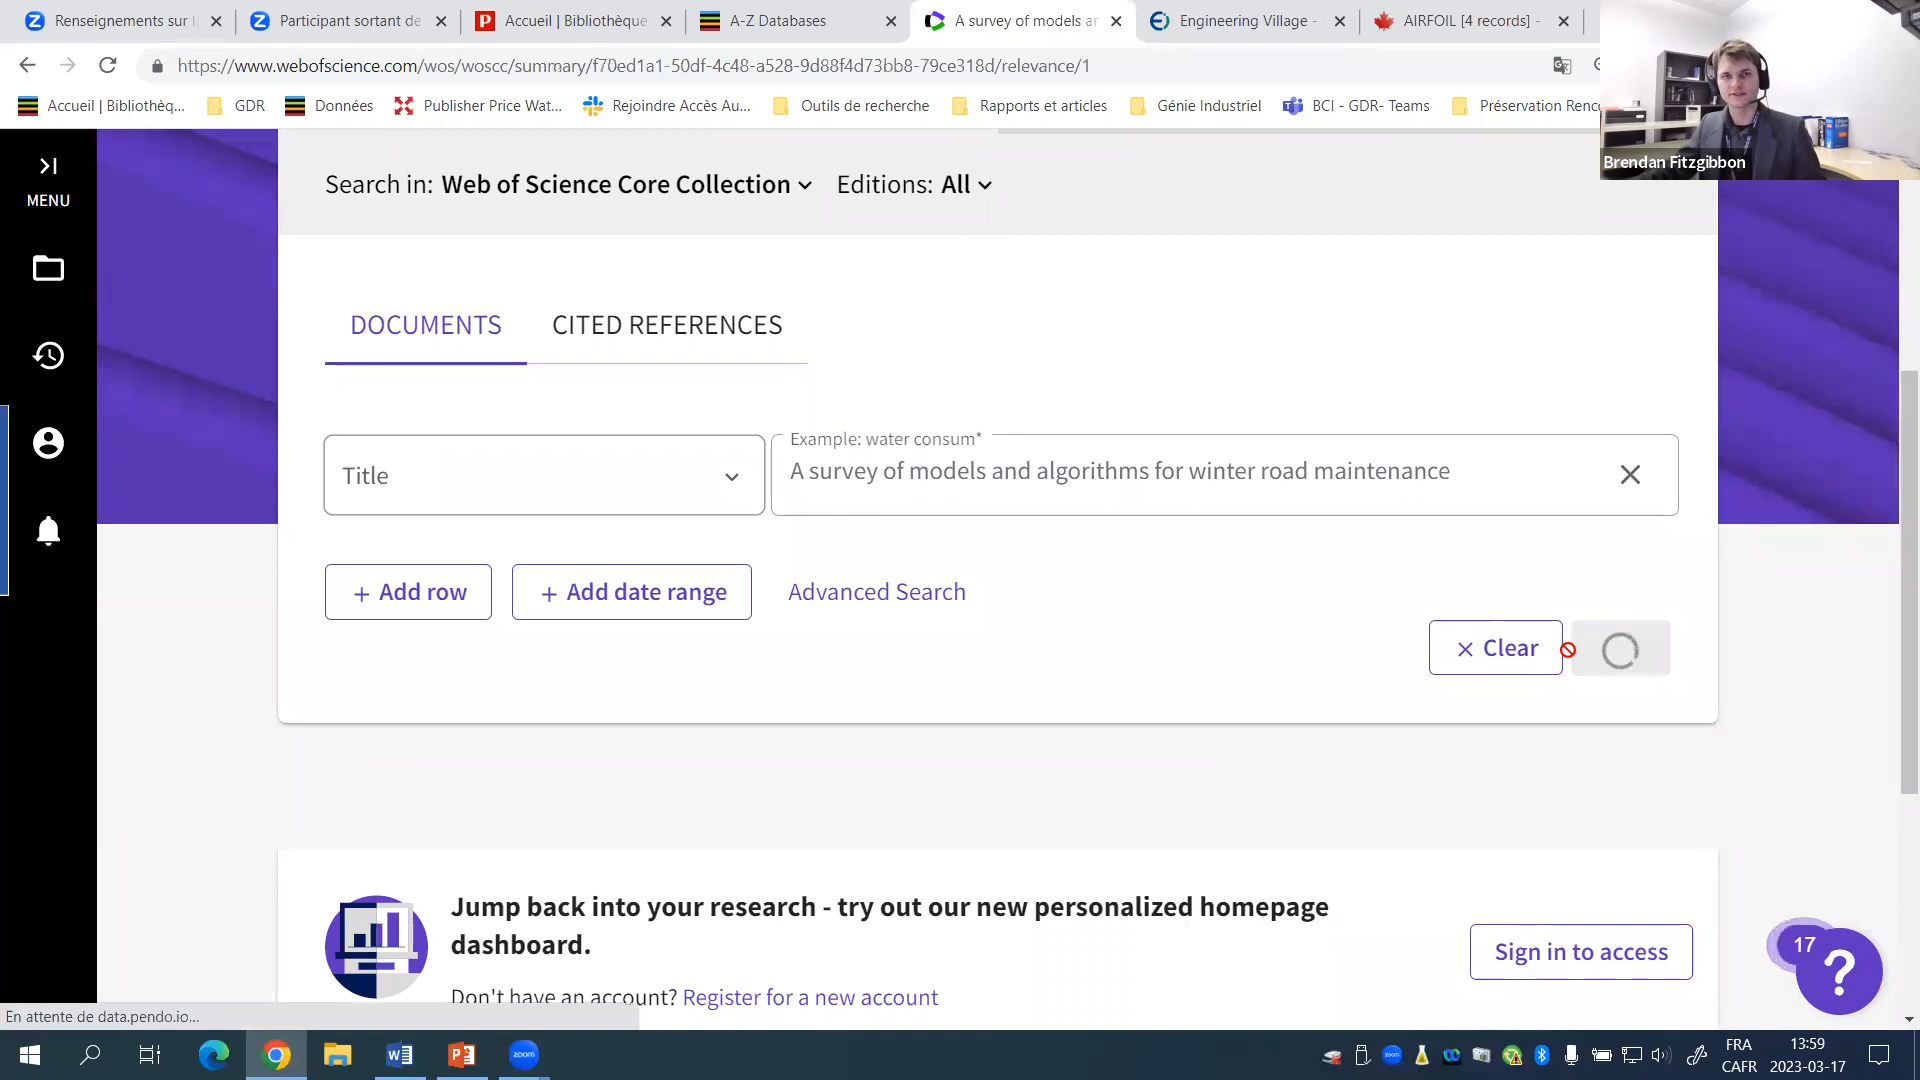 Renseignements sur
Participant sortant de
Accueil | Bibliothèque
A-Z Databases
A survey of models ar
Engineering Village -
AIRFOIL [4 records] -
https://www.webofscience.com/wos/woscc/summary/f70ed1a1-50df-4c48-a528-9d88f4d73bb8-79ce318d/relevance/1
Accueil | Bibliothèq...
GDR
Données
Publisher Price Wat...
Rejoindre Accès Au...
Outils de recherche
Rapports et articles
Génie Industriel
BCI - GDR- Teams
Préservation Renc
Brendan Fitzgibbon
MENU
Search in: Web of Science Core Collection Editions: All
DOCUMENTS CITED REFERENCES
Example: water consum*
Title
A survey of models and algorithms for winter road maintenance
+ Add row + Add date range Advanced Search
× Clear
Jump back into your research - try out our new personalized homepage
dashboard.
Sign in to access
Don't have an account? Register for a new account
17
?
En attente de data.pendo.io...
zoom
FRA
CAFR
13:59
2023-03-17